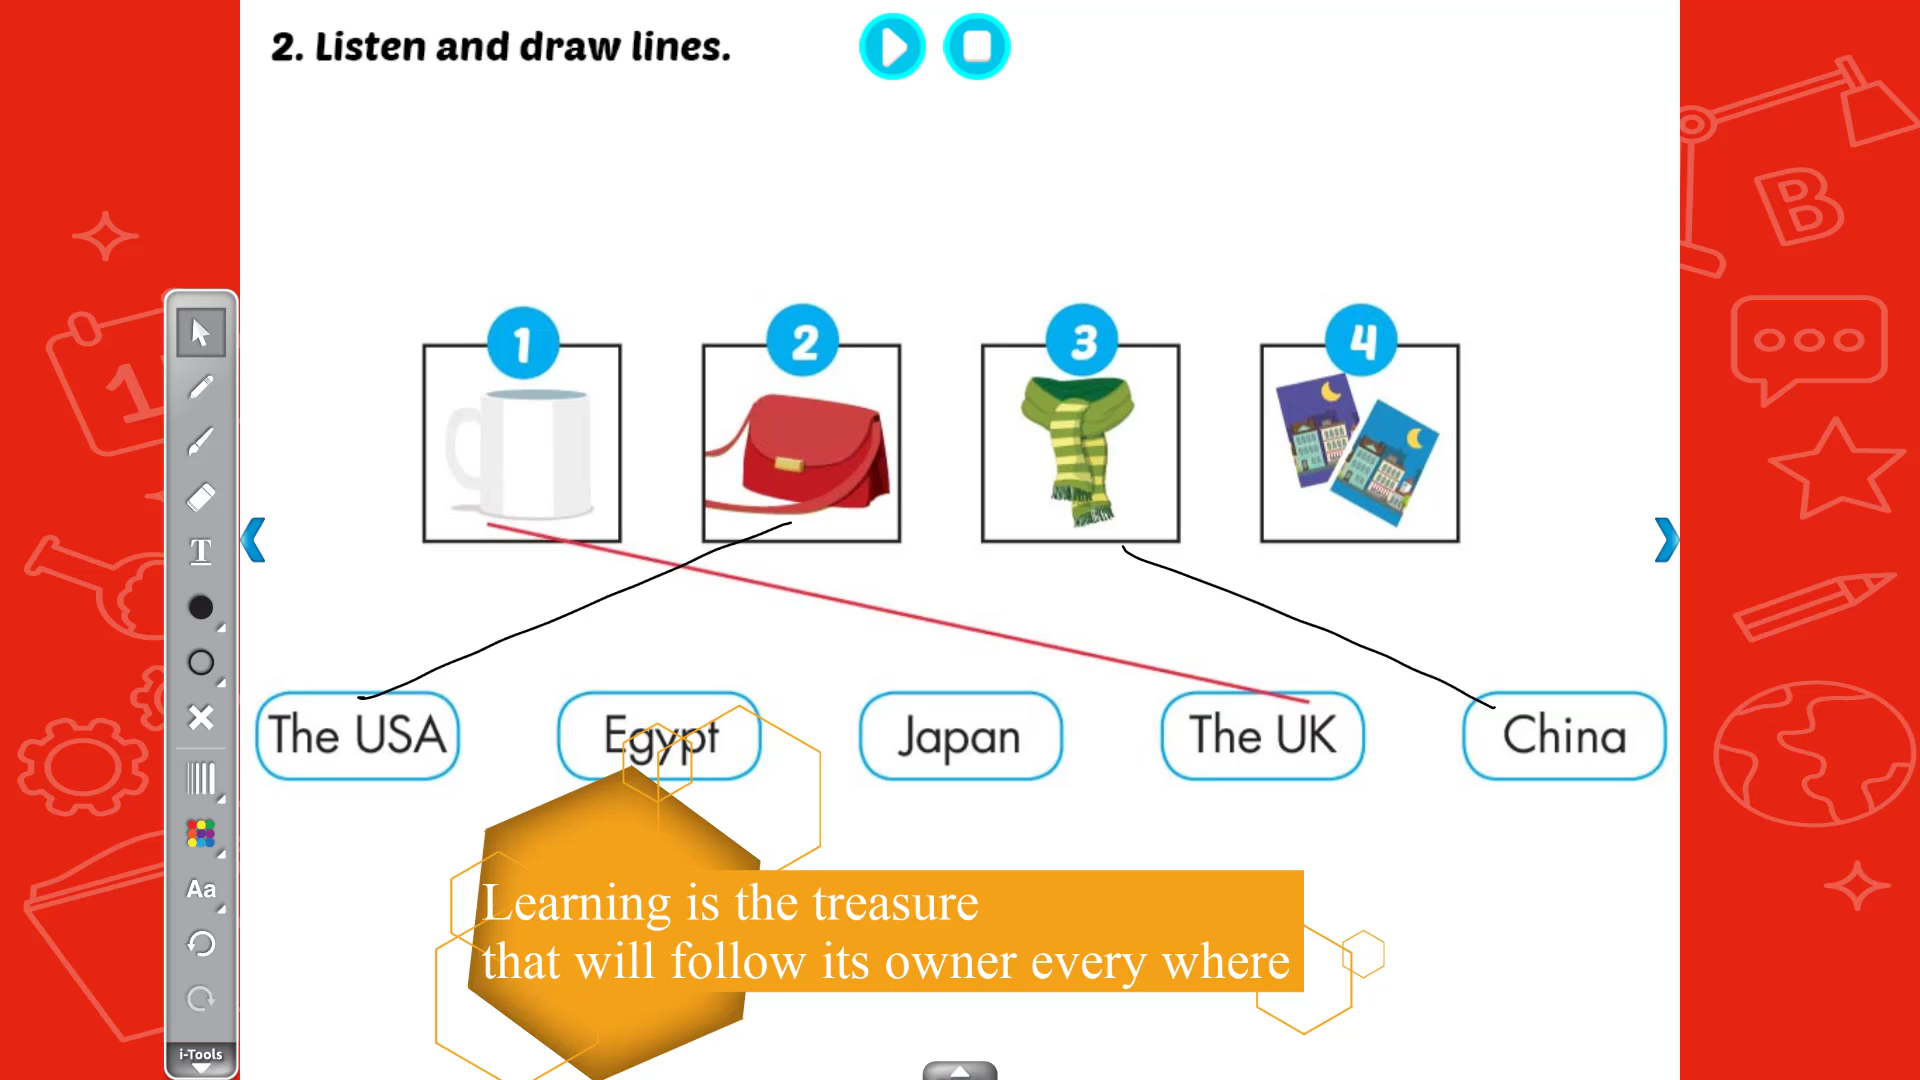 2. Listen and draw lines.
1 2 3 4
The USA Egypt Japan The UK China
Learning is the treasure
that will follow its owner every where
T
Aa
i-Tools
1
B